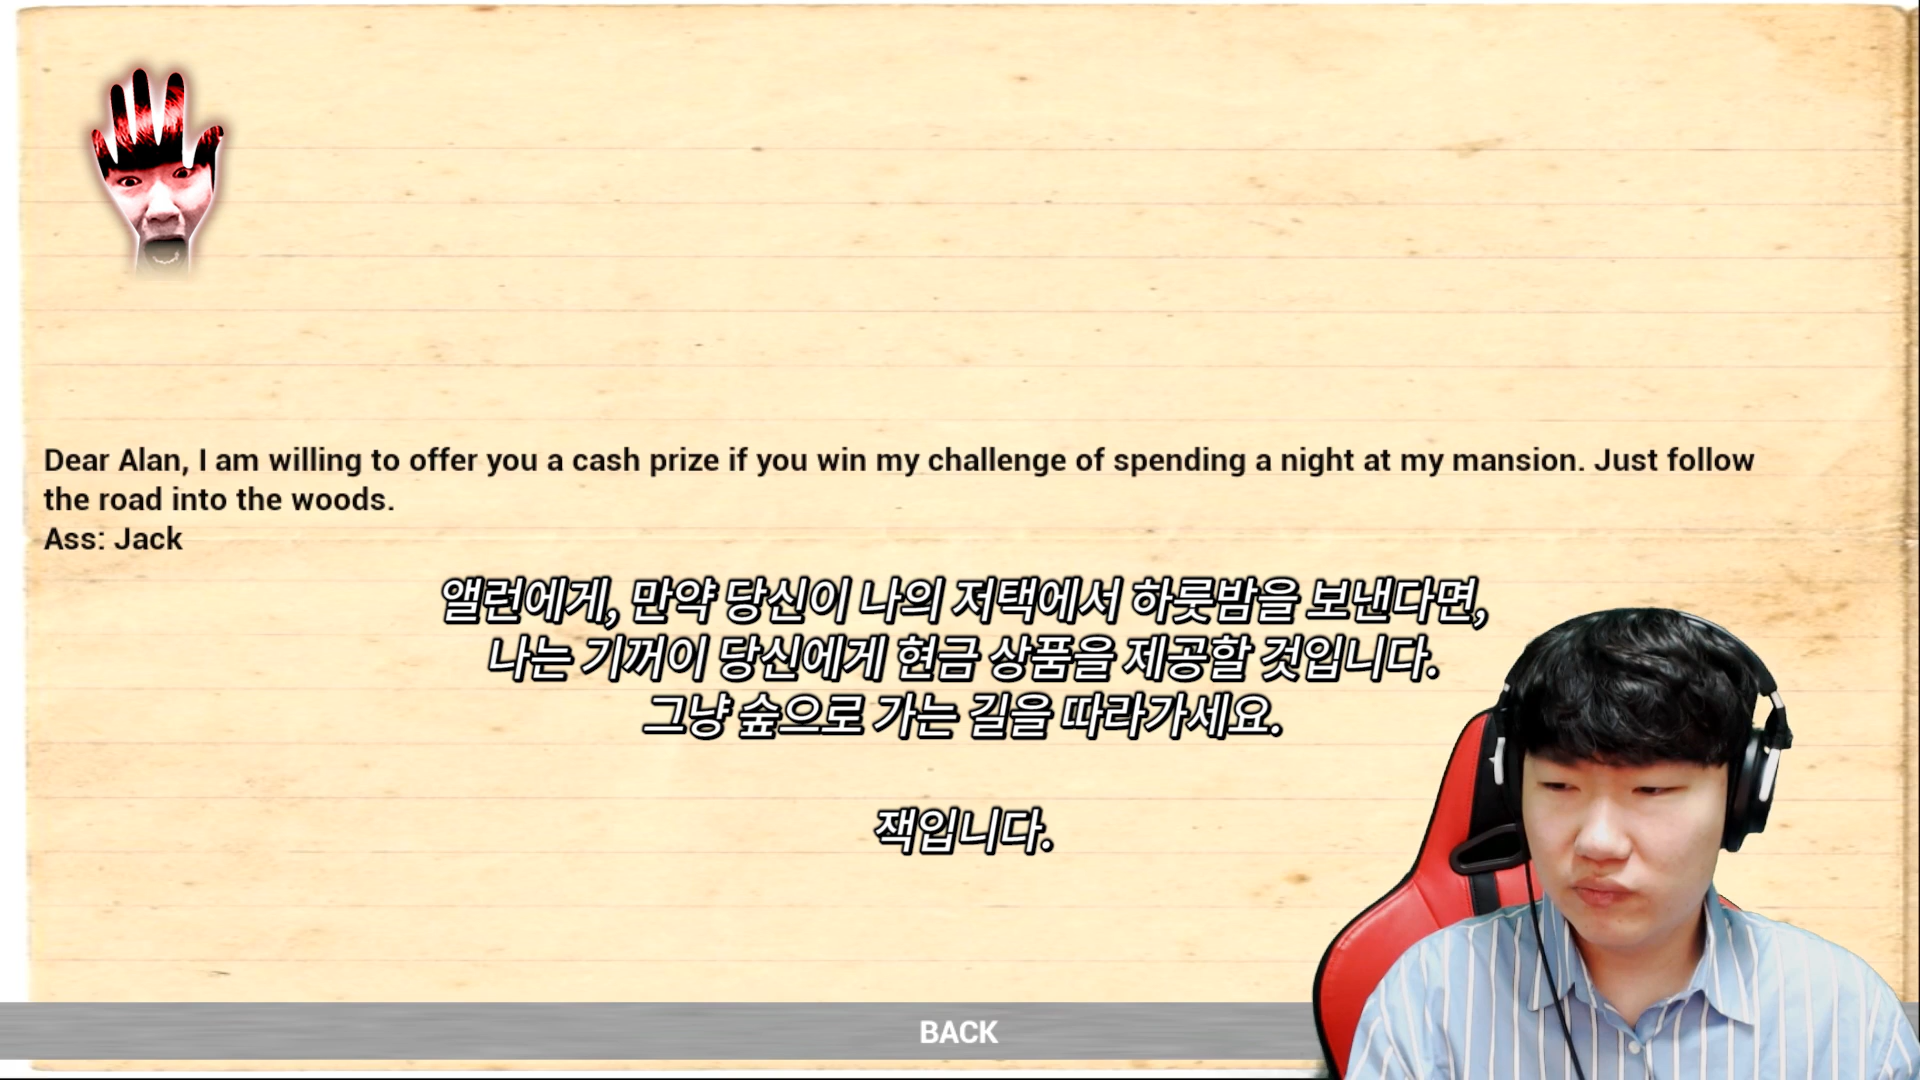 Dear Alan, I am willing to offer you a cash prize if you win my challenge of spending a night at my mansion. Just follow
the road into the woods.
Ass: Jack
앨런에게, 만약 당신이 나의 저택에서 하룻밤을 보낸다면,
나는 기꺼이 당신에게 현금 상품을 제공할 것입니다.
그냥 숲으로 가는 길을 따라가세요.
잭입니다.
BACK